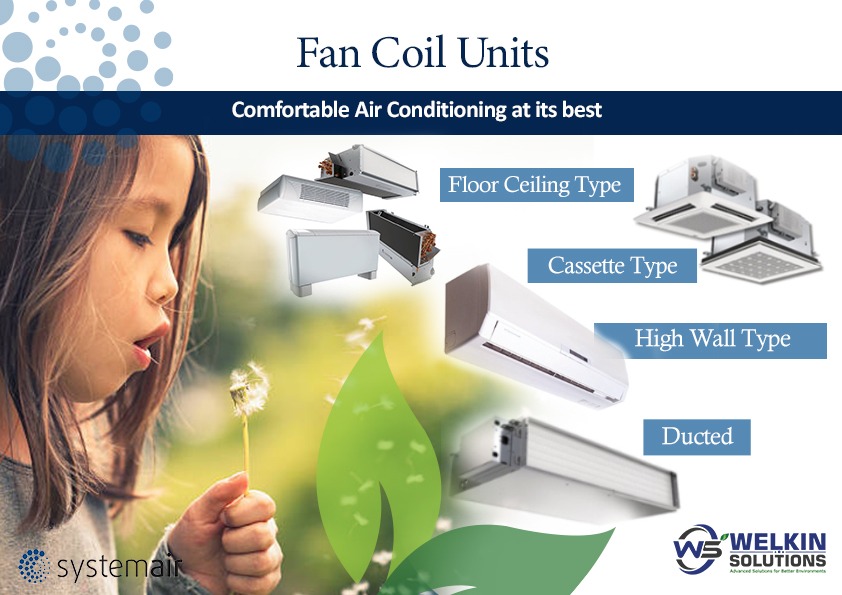 Fan Coil Units
Comfortable Air Conditioning at its best
Floor Ceiling Type
Cassette Type
High Wall Type
Ducted
systemair
WS WELKIN
SOLUTIONS
Advanced Solutions for Better Environments